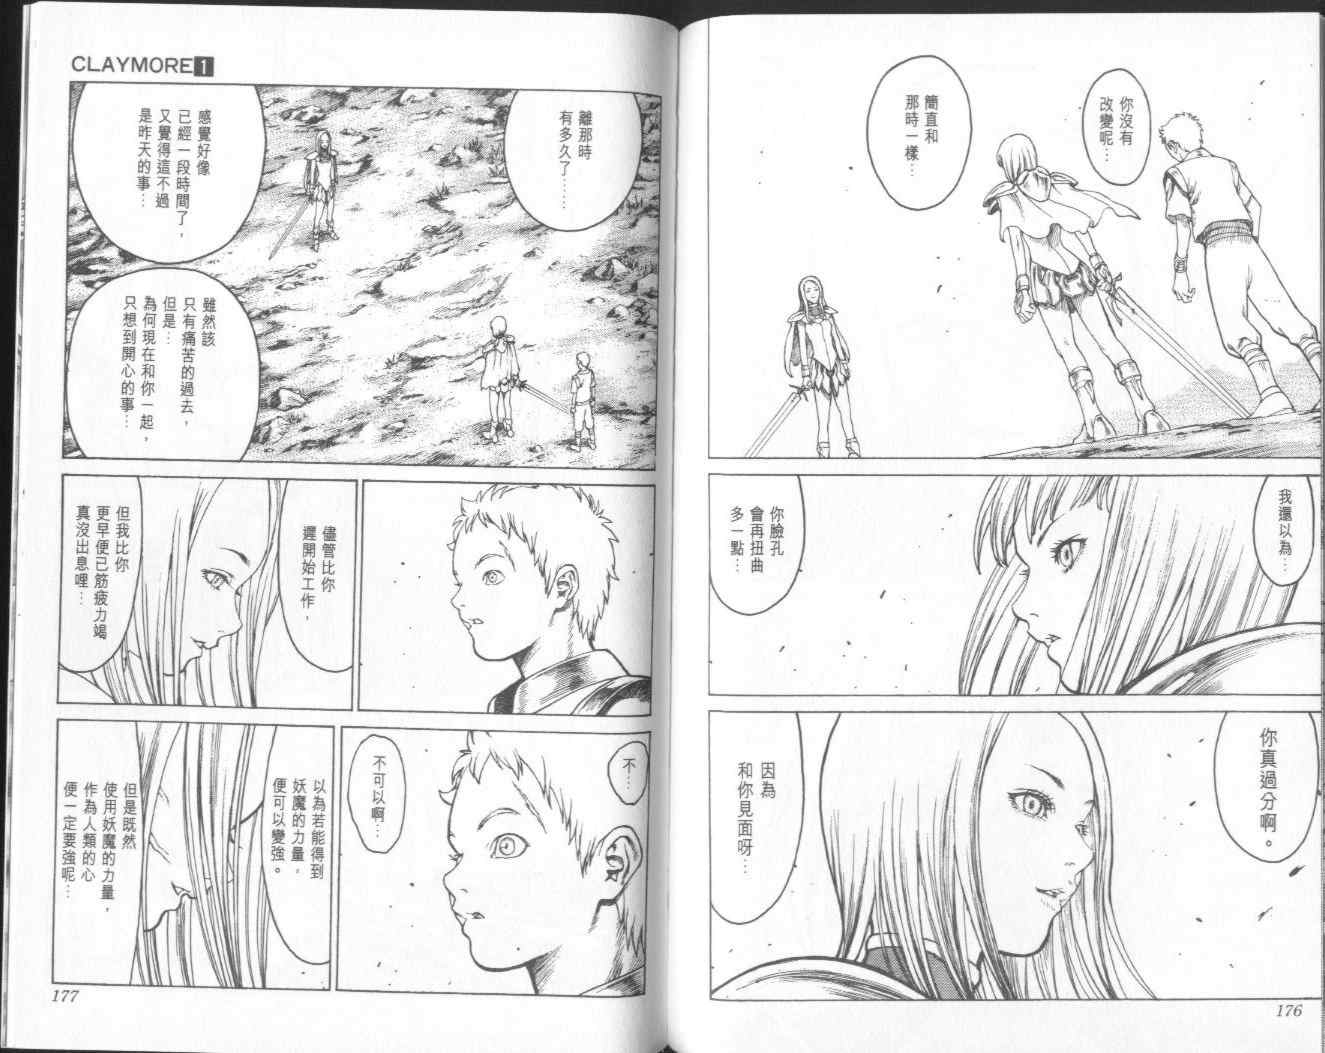 你沒有
改變呢…
簡直和
那時一樣…
我還以為…
你臉孔
會再扭曲
多一點…
你真過分啊。
因為
和你見面呀…
176
CLAYMORE 1
離那時
有多久了……
感覺好像
已經一段時間了，
又覺得這不過
是昨天的事…
雖然該
只有痛苦的過去，
但是…
為何現在和你一起，
只想到開心的事…
儘管比你
遲開始工作，
但我比你
更早便已筋疲力竭
真沒出息哩…
不…
不可以啊…
以為若能得到
妖魔的力量，
便可以變強。
但是既然
使用妖魔的力量，
作為人類的心
便一定要強呢…
177